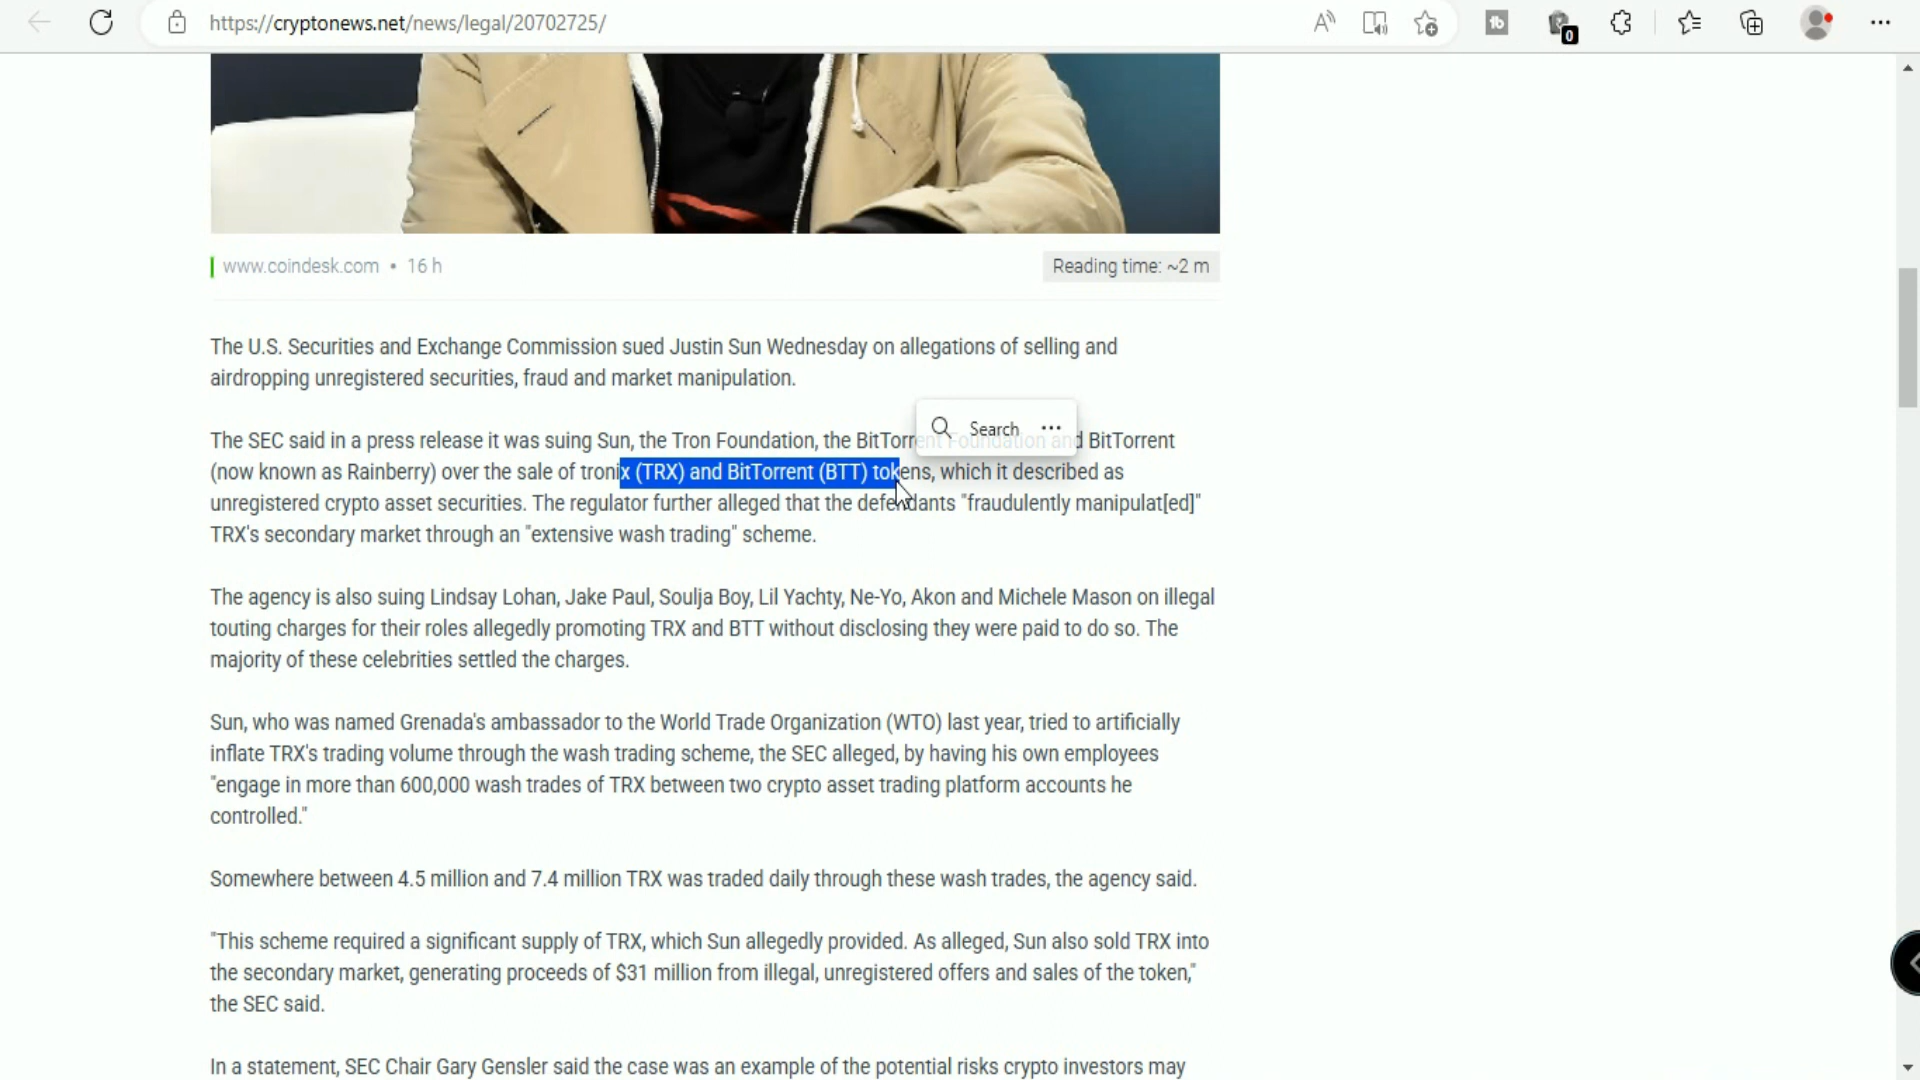 https://cryptonews.net/news/legal/20702725/
0
www.coindesk.com • 16 h
Reading time: ~2 m
The U.S. Securities and Exchange Commission sued Justin Sun Wednesday on allegations of selling and
airdropping unregistered securities, fraud and market manipulation.
Search
The SEC said in a press release it was suing Sun, the Tron Foundation, the BitTorrent Foundation and BitTorrent
(now known as Rainberry) over the sale of tronix (TRX) and BitTorrent (BTT) tokens, which it described as
unregistered crypto asset securities. The regulator further alleged that the defendants "fraudulently manipulat[ed]"
TRX's secondary market through an "extensive wash trading" scheme.
The agency is also suing Lindsay Lohan, Jake Paul, Soulja Boy, Lil Yachty, Ne-Yo, Akon and Michele Mason on illegal
touting charges for their roles allegedly promoting TRX and BTT without disclosing they were paid to do so. The
majority of these celebrities settled the charges.
Sun, who was named Grenada's ambassador to the World Trade Organization (WTO) last year, tried to artificially
inflate TRX's trading volume through the wash trading scheme, the SEC alleged, by having his own employees
"engage in more than 600,000 wash trades of TRX between two crypto asset trading platform accounts he
controlled."
Somewhere between 4.5 million and 7.4 million TRX was traded daily through these wash trades, the agency said.
"This scheme required a significant supply of TRX, which Sun allegedly provided. As alleged, Sun also sold TRX into
the secondary market, generating proceeds of $31 million from illegal, unregistered offers and sales of the token,"
the SEC said.
In a statement, SEC Chair Gary Gensler said the case was an example of the potential risks crypto investors may